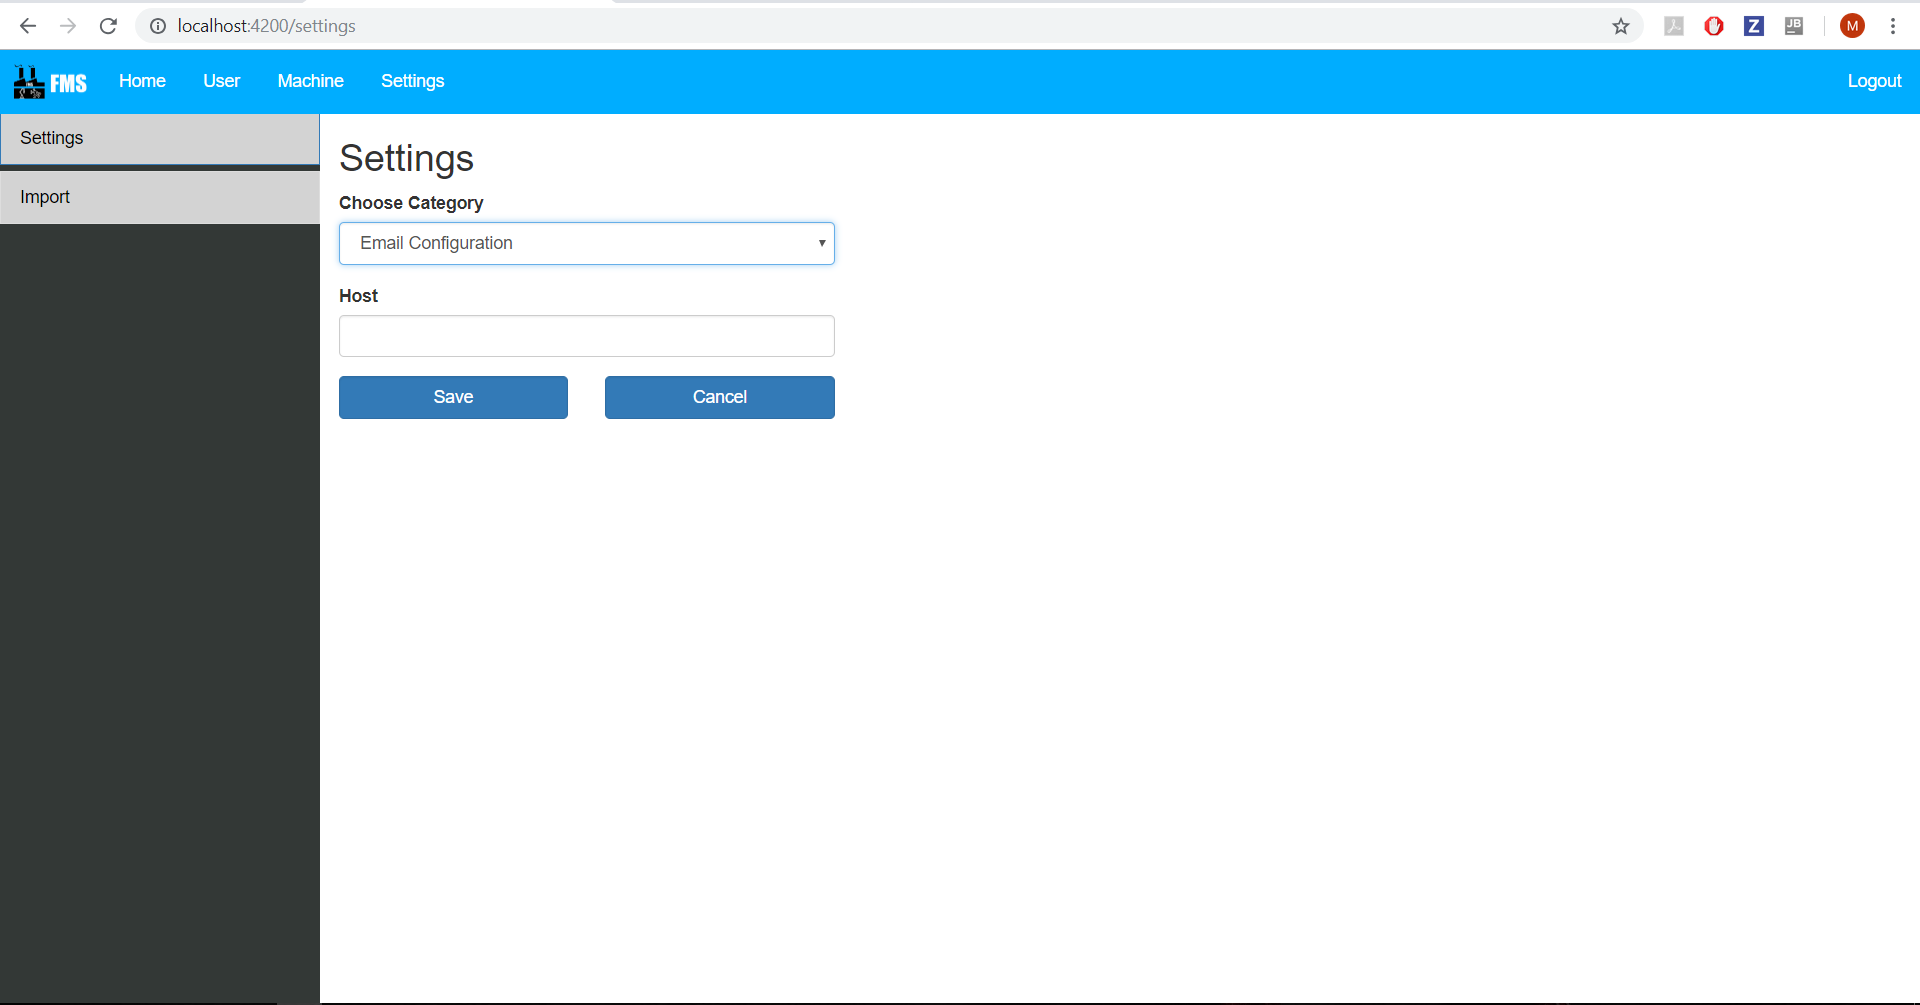 localhost:4200/settings
JB
Z
M
FMS
Home
User
Machine
Settings
Logout
Settings
Import
Settings
Choose Category
Email Configuration
Host
Save
Cancel